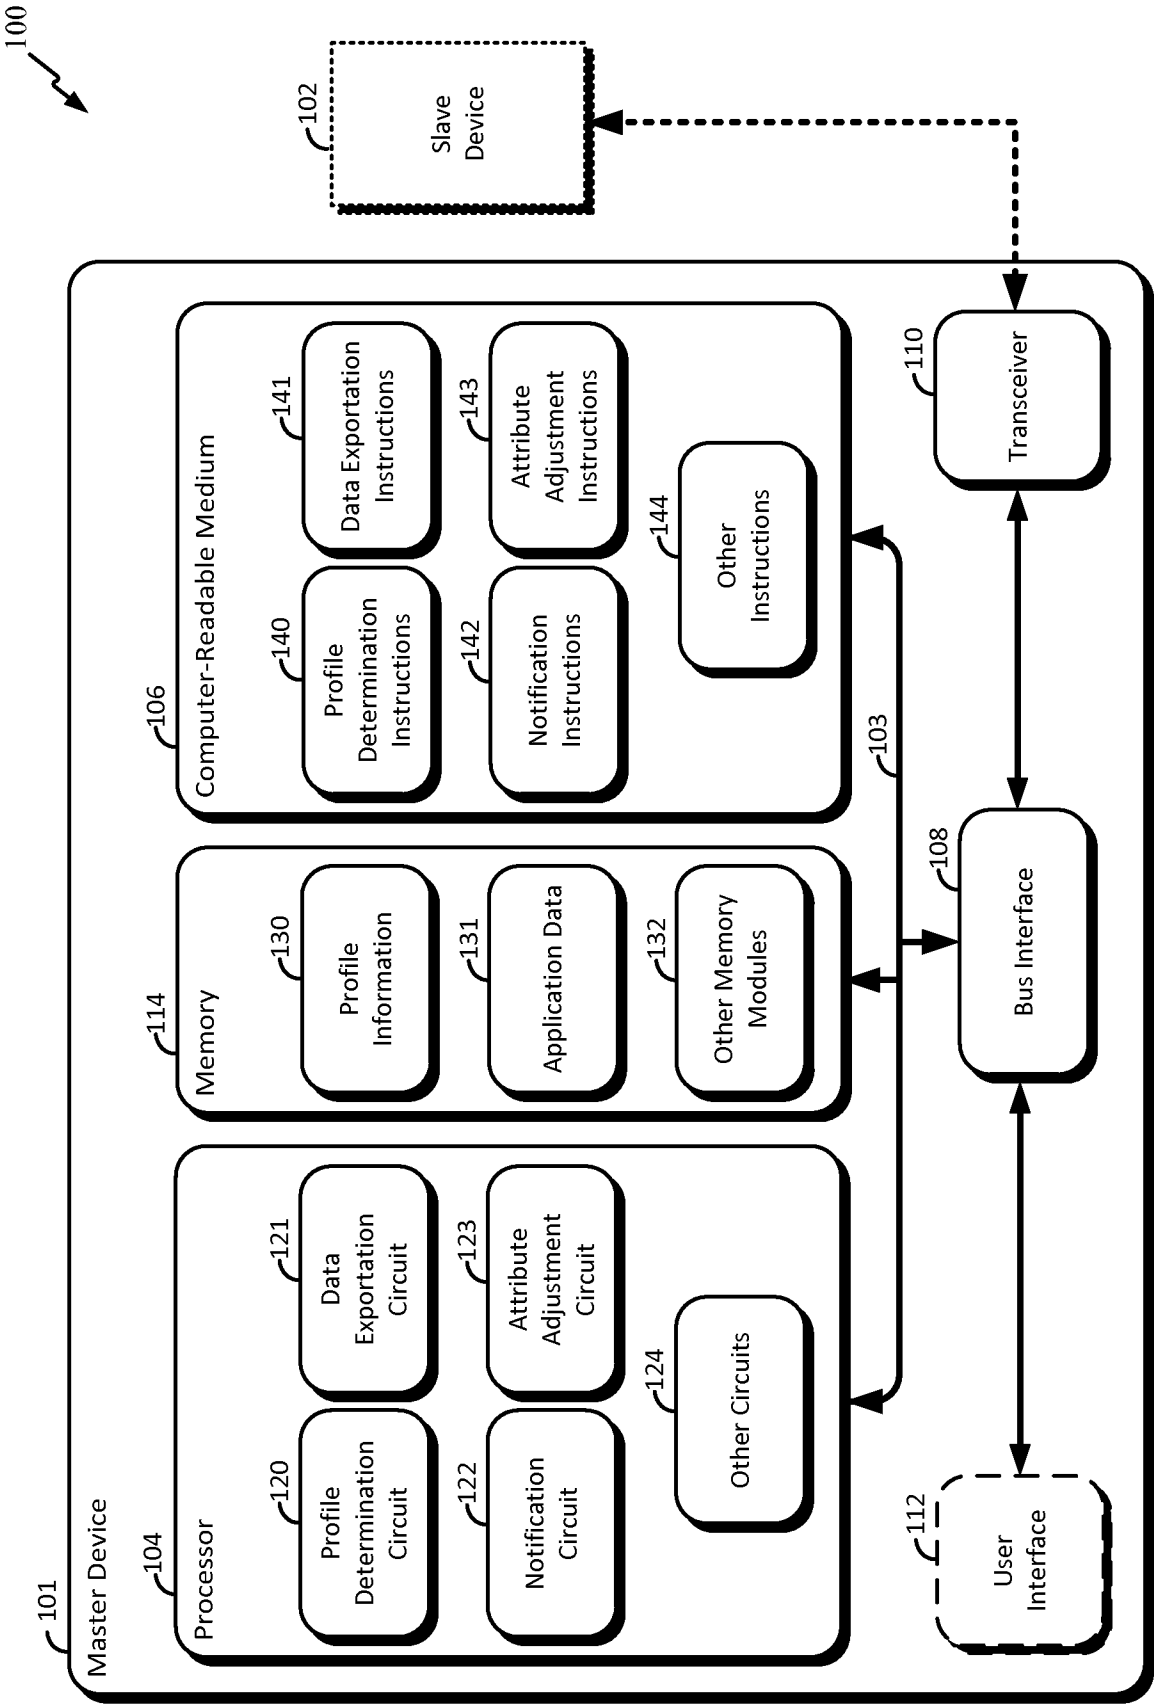 100
101
Master Device
104
Processor
120
Profile
Determination
Circuit
121
Data
Exportation
Circuit
122
Notification
Circuit
123
Attribute
Adjustment
Circuit
124
Other Circuits
114
Memory
130
Profile
Information
131
Application Data
132
Other Memory
Modules
106
Computer-Readable Medium
140
Profile
Determination
Instructions
141
Data Exportation
Instructions
142
Notification
Instructions
143
Attribute
Adjustment
Instructions
144
Other
Instructions
103
112
User
Interface
108
Bus Interface
110
Transceiver
102
Slave
Device